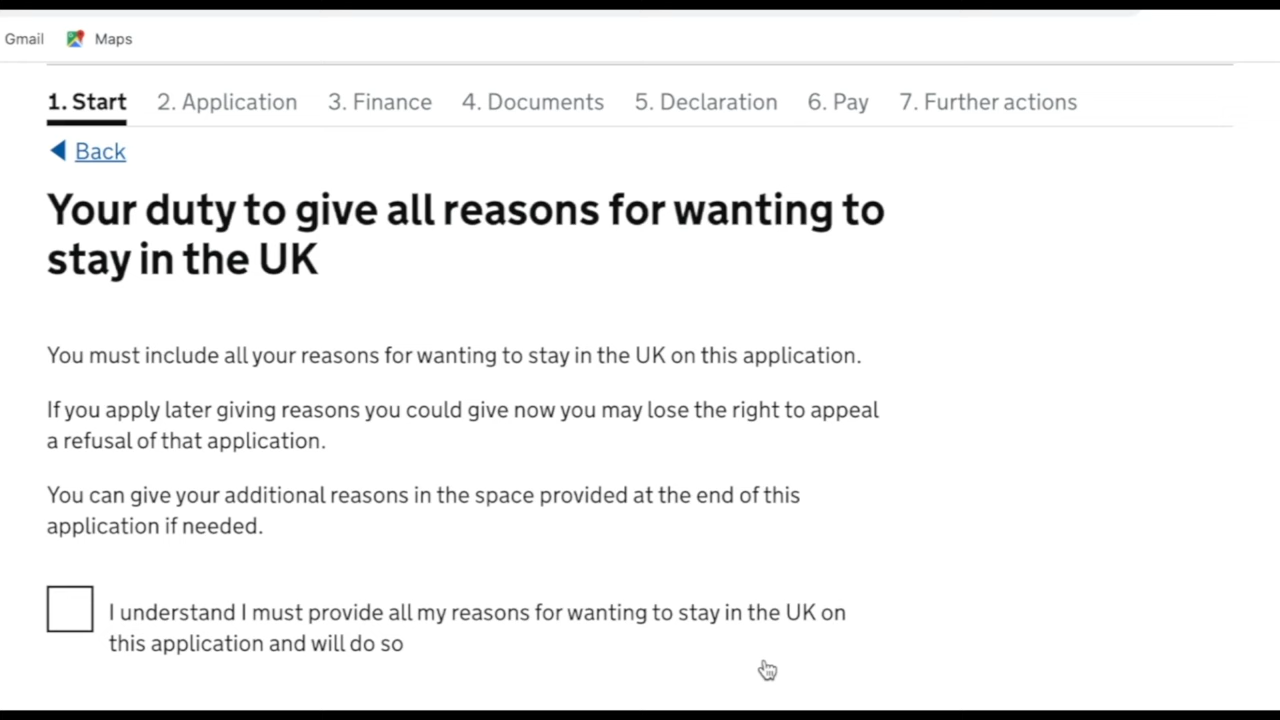 Gmail Maps
1. Start 2. Application 3. Finance 4. Documents 5. Declaration 6. Pay 7. Further actions
Back
Your duty to give all reasons for wanting to
stay in the UK
You must include all your reasons for wanting to stay in the UK on this application.
If you apply later giving reasons you could give now you may lose the right to appeal
a refusal of that application.
You can give your additional reasons in the space provided at the end of this
application if needed.
I understand I must provide all my reasons for wanting to stay in the UK on
this application and will do so